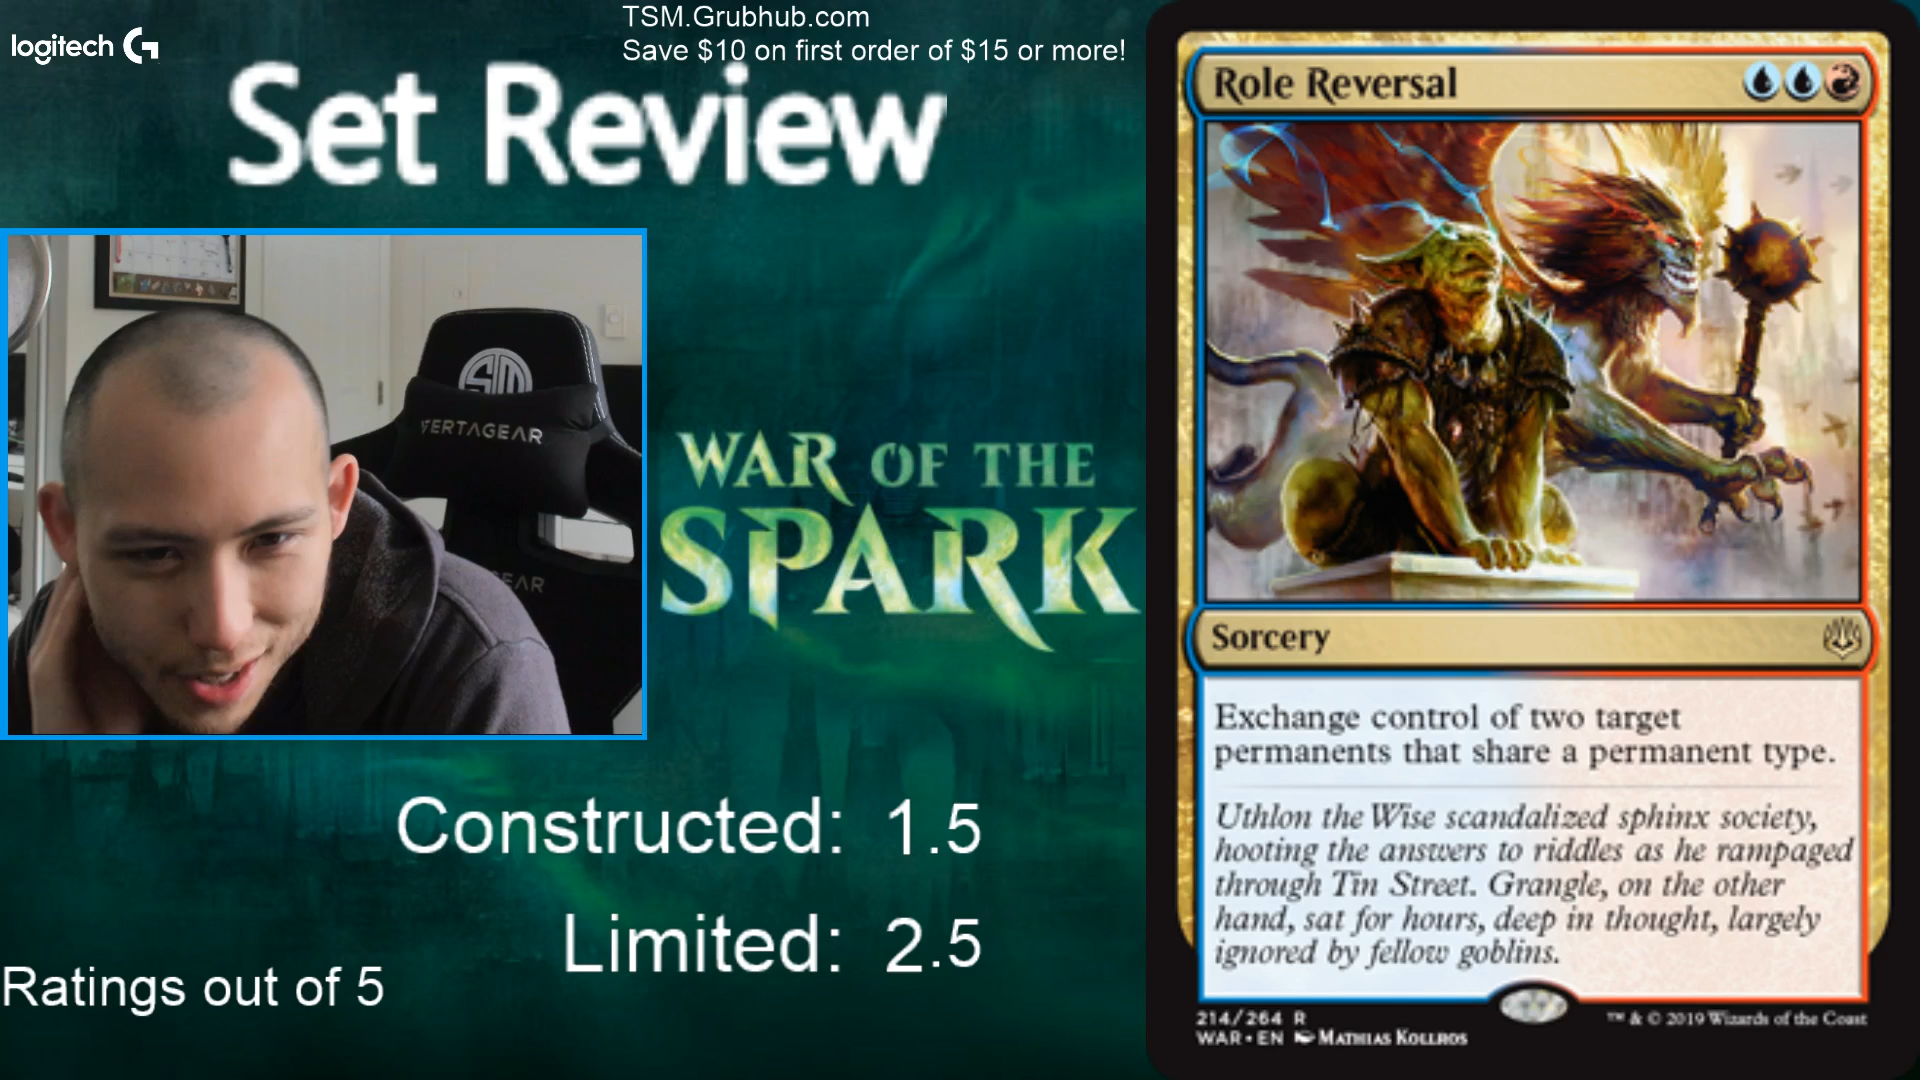 logitech G
TSM.Grubhub.com
Save $10 on first order of $15 or more!
Set Review
TSM
VERTAGEAR
WAR OF THE
SPARK
Constructed: 1.5
Limited: 2.5
Ratings out of 5
Role Reversal
Sorcery
Exchange control of two target
permanents that share a permanent type.
Uthlon the Wise scandalized sphinx society,
hooting the answers to riddles as he rampaged
through Tin Street. Grangle, on the other
hand, sat for hours, deep in thought, largely
ignored by fellow goblins.
214/264 R
WAR • EN MATHIAS KOLLROS
™ & © 2019 Wizards of the Coast